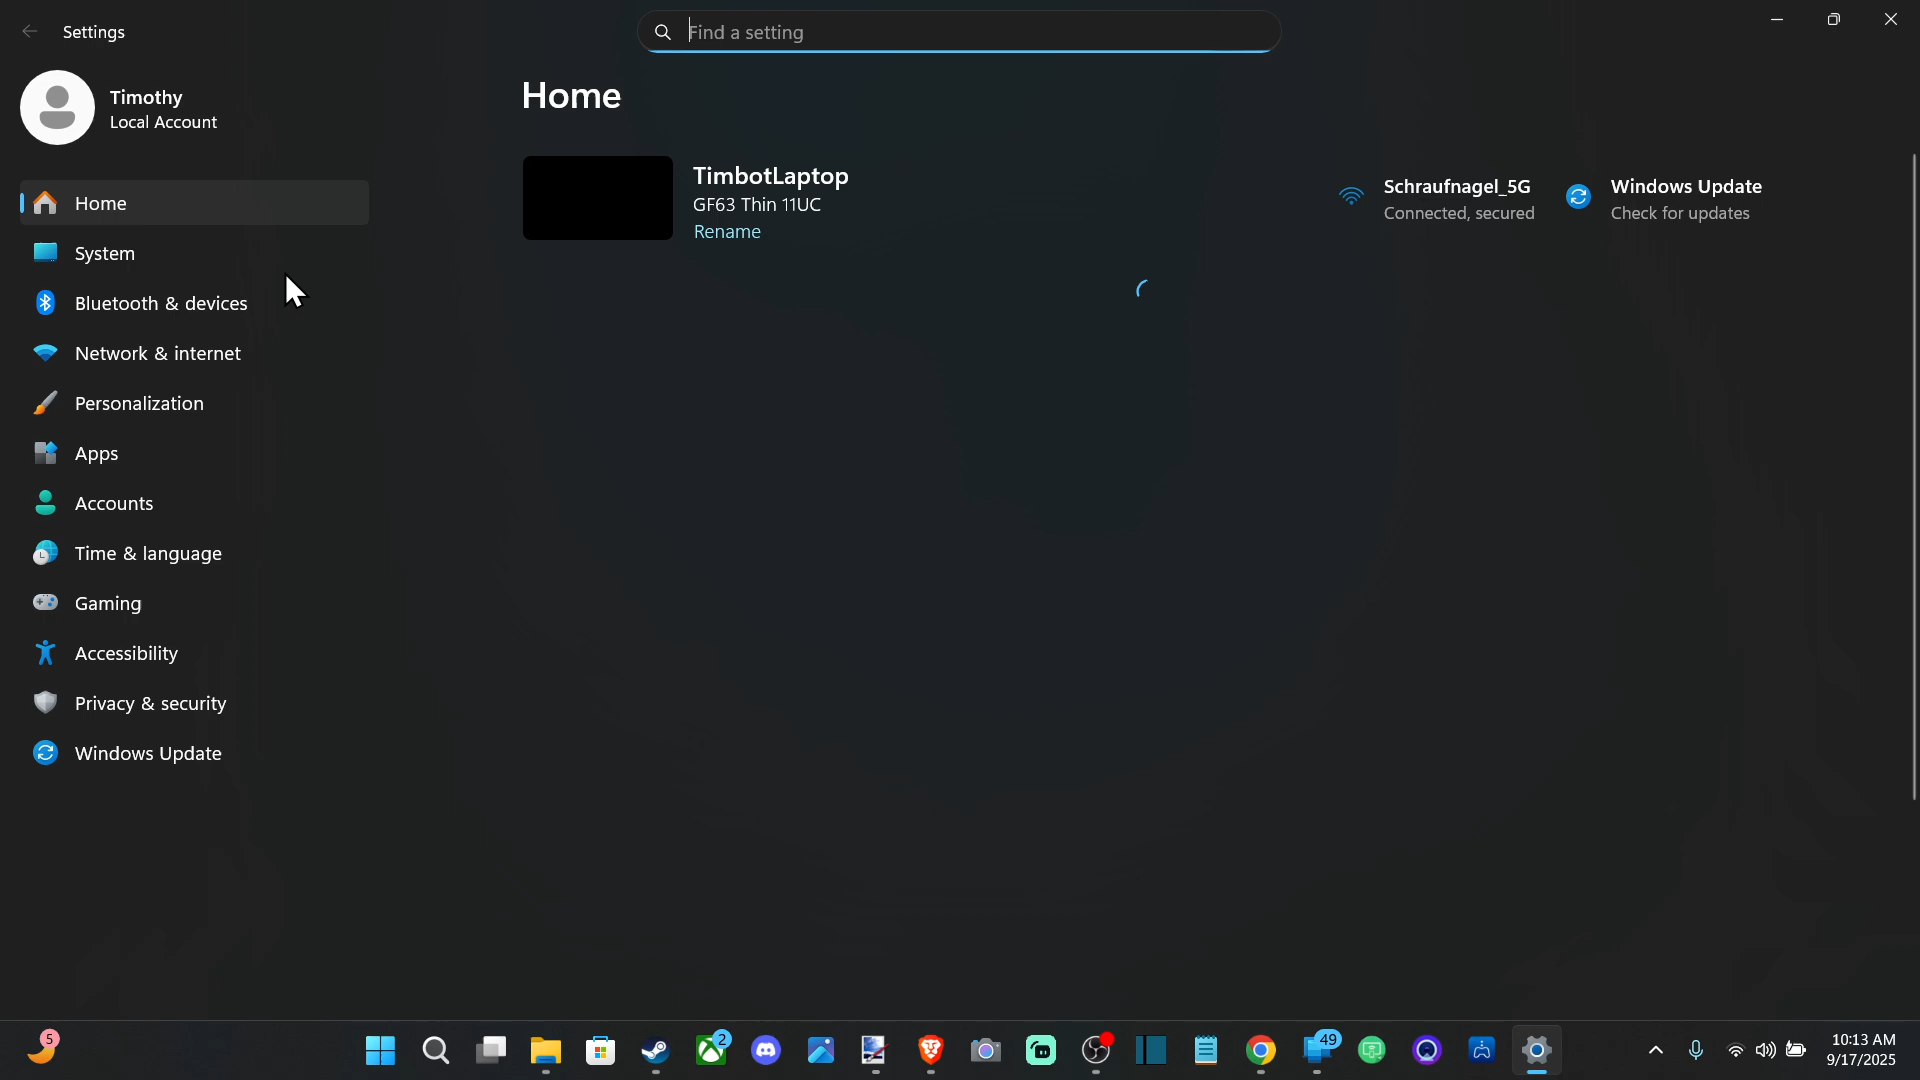 Settings
Find a setting
Timothy
Local Account
Home
System
Bluetooth & devices
Network & internet
Personalization
Apps
Accounts
Time & language
Gaming
Accessibility
Privacy & security
Windows Update
Home
TimbotLaptop
GF63 Thin 11UC
Rename
Schraufnagel_5G
Connected, secured
Windows Update
Check for updates
5
2
49
10:13 AM
9/17/2025